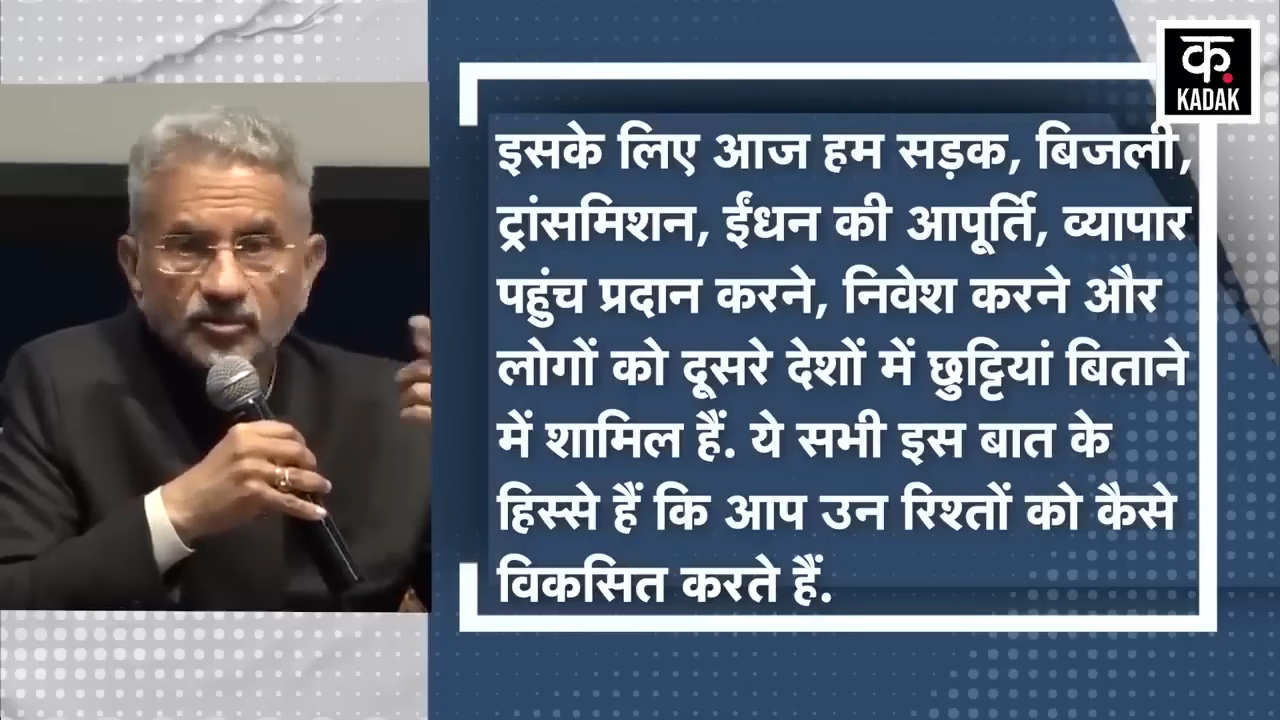 क.
KADAK
इसके लिए आज हम सड़क, बिजली,
ट्रांसमिशन, ईंधन की आपूर्ति, व्यापार
पहुंच प्रदान करने, निवेश करने और
लोगों को दूसरे देशों में छुट्टियां बिताने
में शामिल हैं. ये सभी इस बात के
हिस्से हैं कि आप उन रिश्तों को कैसे
विकसित करते हैं.